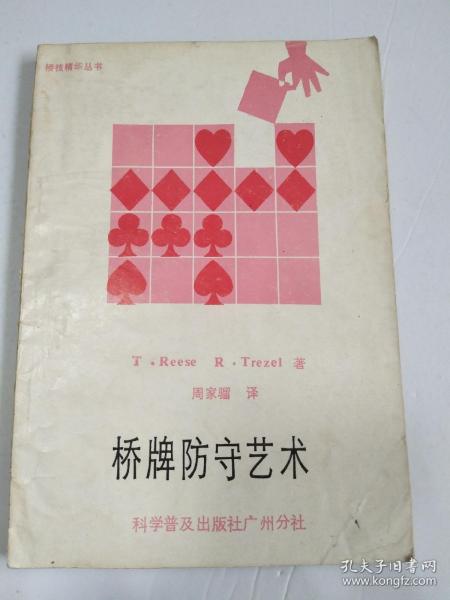 桥技精华丛书
T·Reese R·Trezel 著
周家骝 译
桥牌防守艺术
科学普及出版社广州分社
孔夫子旧书网
www.kongfz.com